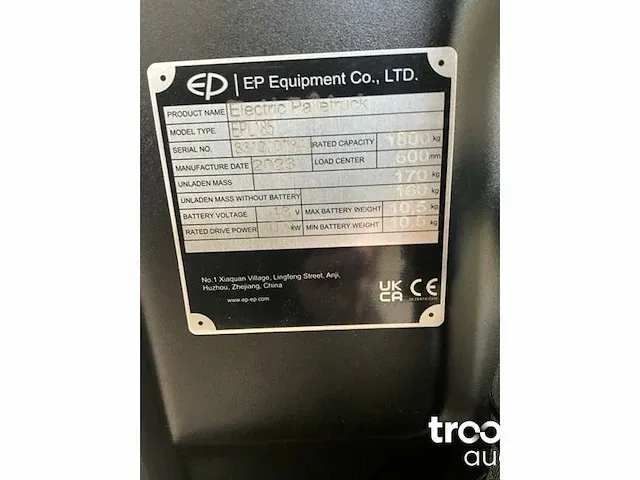 EP | EP Equipment Co., LTD.
PRODUCT NAME Electric Palletruck
MODEL TYPE EPL185
SERIAL NO. RATED CAPACITY 1800 kg
MANUFACTURE DATE 2023 LOAD CENTER 600 mm
UNLADEN MASS 170 kg
UNLADEN MASS WITHOUT BATTERY 160 kg
BATTERY VOLTAGE V MAX BATTERY WEIGHT 10.5 kg
RATED DRIVE POWER kW MIN BATTERY WEIGHT 10.5 kg
No.1 Xiaquan Village, Lingfeng Street, Anji,
Huzhou, Zhejiang, China
www.ep-ep.com
UK
CA CE
troo
au